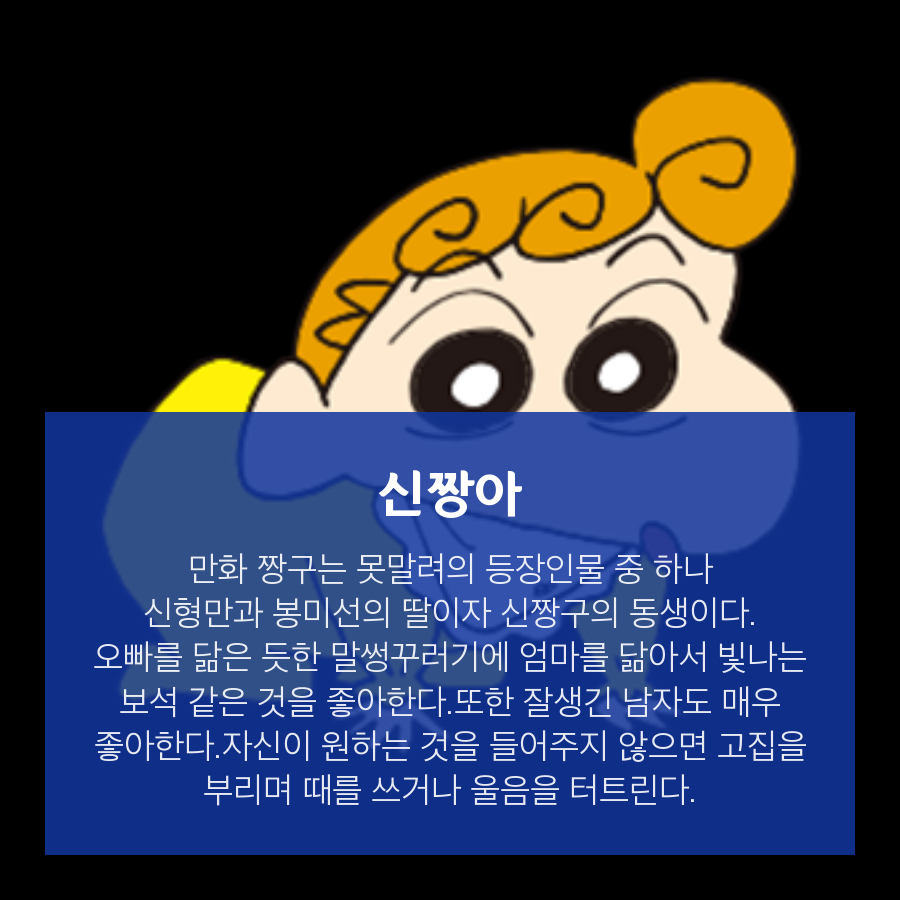 신짱아
만화 짱구는 못말려의 등장인물 중 하나
신형만과 봉미선의 딸이자 신짱구의 동생이다.
오빠를 닮은 듯한 말썽꾸러기에 엄마를 닮아서 빛나는
보석 같은 것을 좋아한다.또한 잘생긴 남자도 매우
좋아한다.자신이 원하는 것을 들어주지 않으면 고집을
부리며 때를 쓰거나 울음을 터트린다.